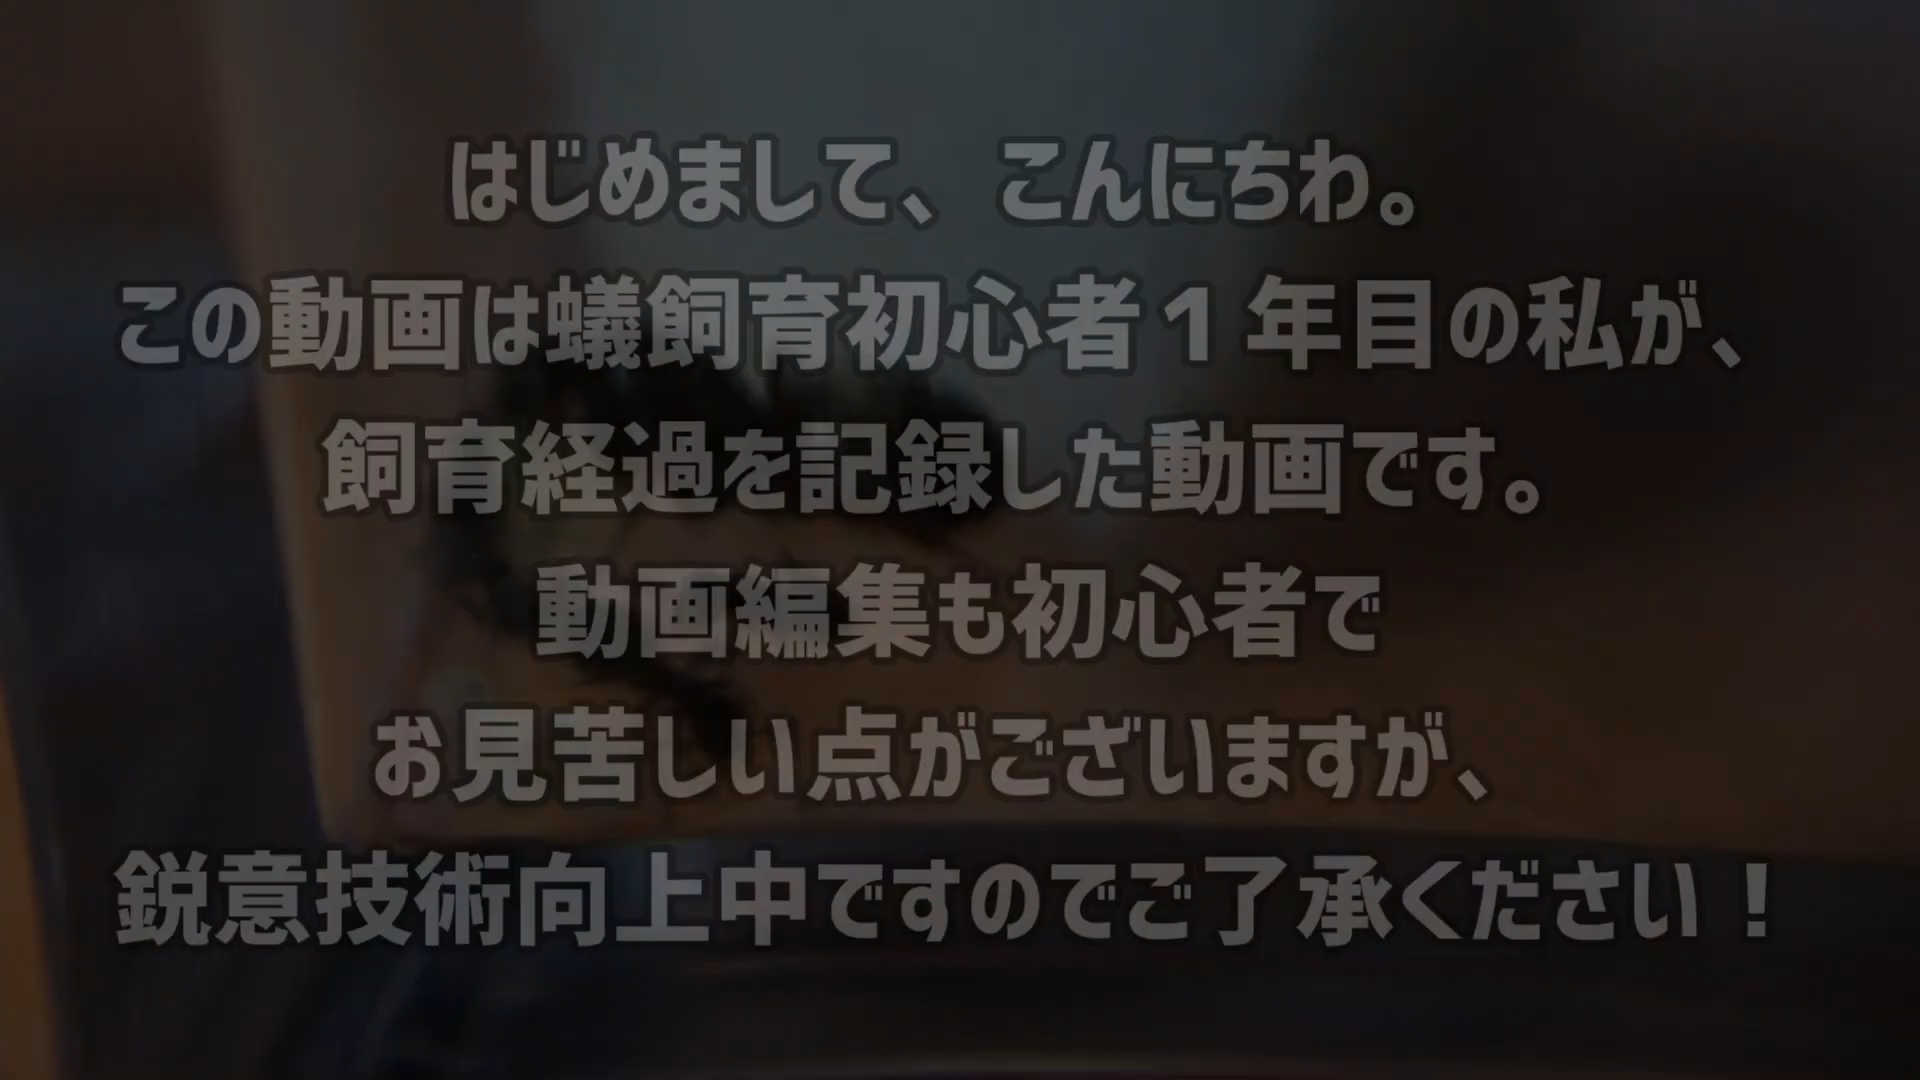 はじめまして、こんにちわ。
この動画は蟻飼育初心者１年目の私が、
飼育経過を記録した動画です。
動画編集も初心者で
お見苦しい点がございますが、
鋭意技術向上中ですのでご了承ください！